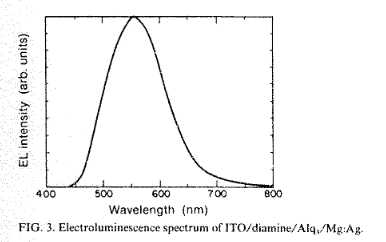 EL intensity (arb. units)
400 500 600 700 800
Wavelength (nm)
FIG. 3. Electroluminescence spectrum of ITO/diamine/Alq₃/Mg:Ag.